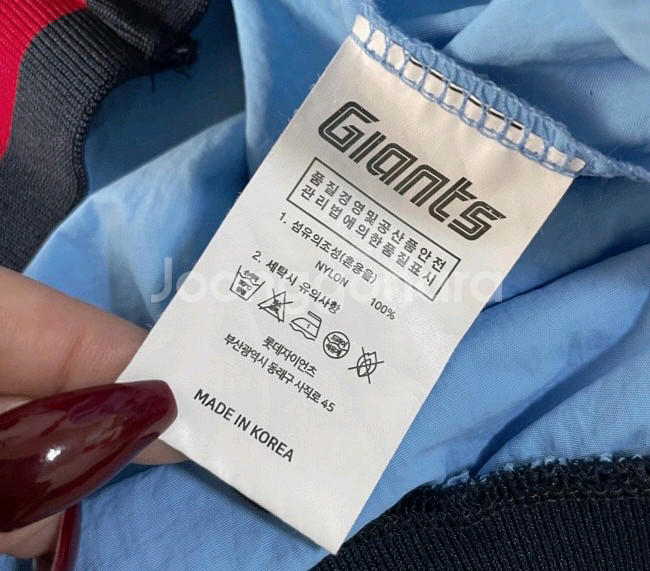 GIants
품질경영및공산품안전
관리법에의한품질표시
1. 섬유의조성(혼용율)
NYLON 100%
2. 세탁시 유의사항
롯데자이언츠
부산광역시 동래구 사직로 45
MADE IN KOREA
Joonggonara